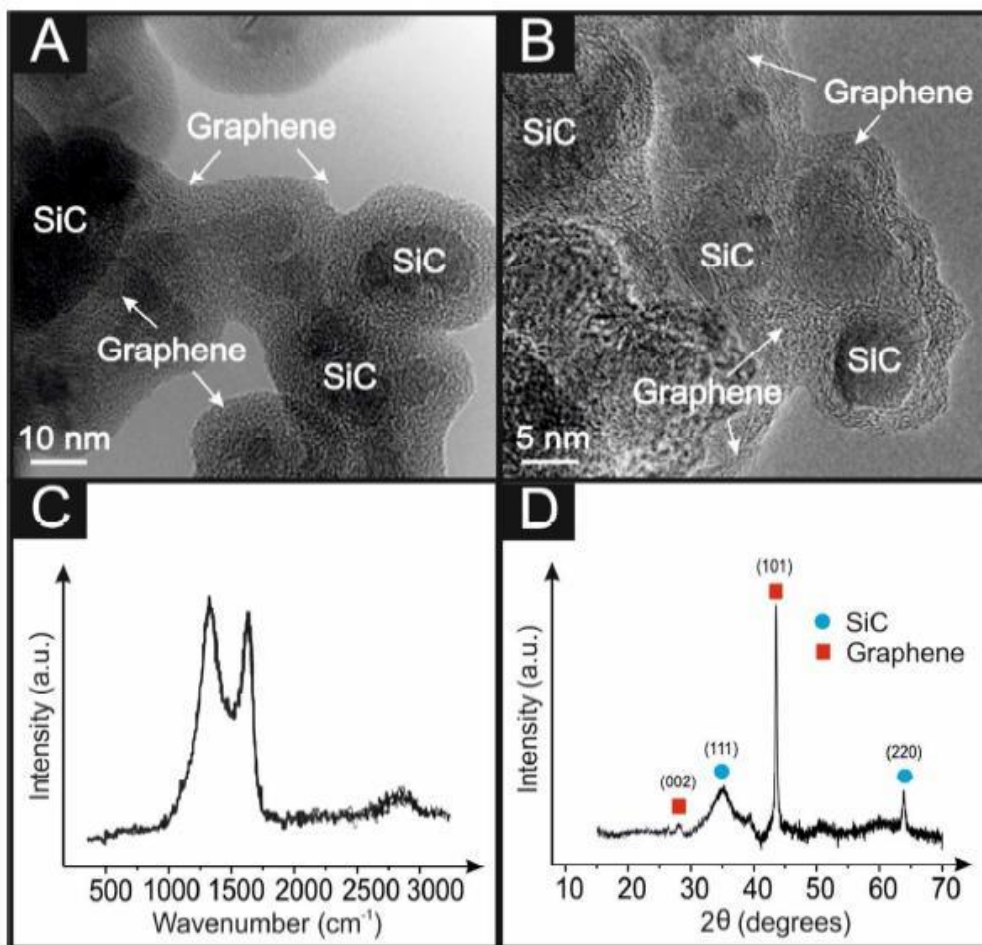 A
Graphene
SiC
SiC
Graphene
SiC
10 nm
B
Graphene
SiC
SiC
SiC
Graphene
5 nm
C
Intensity (a.u.)
500 1000 1500 2000 2500 3000
Wavenumber (cm⁻¹)
D
(101)
SiC
Graphene
(111)
(220)
(002)
Intensity (a.u.)
10 20 30 40 50 60 70
2θ (degrees)